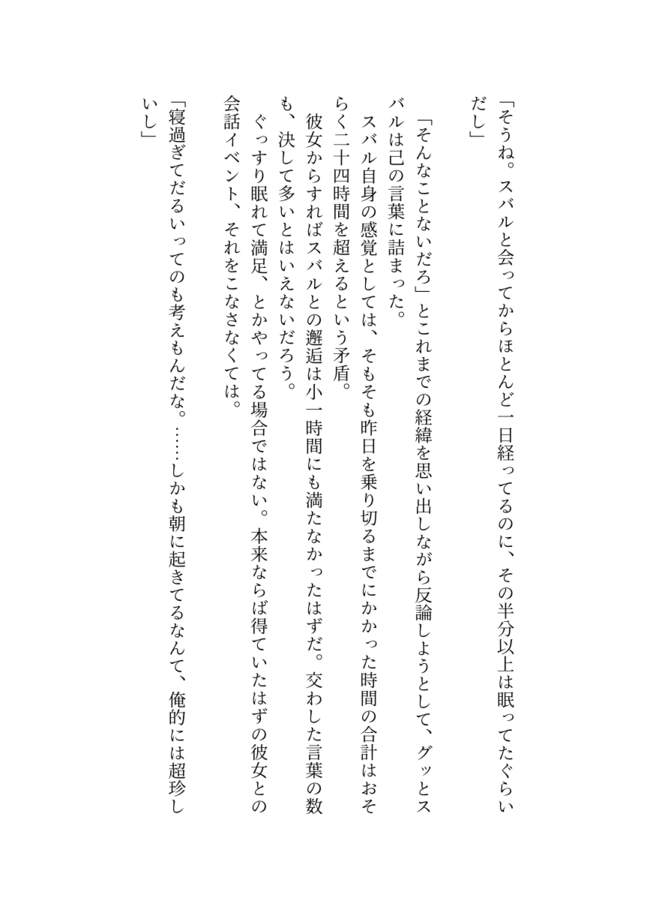 「そうね。スバルと会ってからほとんど一日経ってるのに、その半分以上は眠ってたぐらい
だし」
「そんなことないだろ」とこれまでの経緯を思い出しながら反論しようとして、グッとス
バルは己の言葉に詰まった。
スバル自身の感覚としては、そもそも昨日を乗り切るまでにかかった時間の合計はおそ
らく二十四時間を超えるという矛盾。
彼女からすればスバルとの邂逅は小一時間にも満たなかったはずだ。交わした言葉の数
も、決して多いとはいえないだろう。
ぐっすり眠れて満足、とかやってる場合ではない。本来ならば得ていたはずの彼女との
会話イベント、それをこなさなくては。
「寝過ぎてだるいってのも考えもんだな。……しかも朝に起きてるなんて、俺的には超珍し
いし」